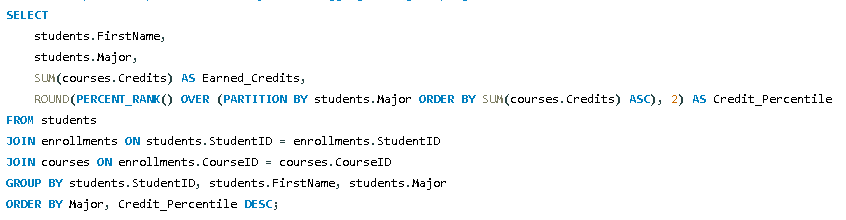 SELECT
students.FirstName,
students.Major,
SUM(courses.Credits) AS Earned_Credits,
ROUND(PERCENT_RANK() OVER (PARTITION BY students.Major ORDER BY SUM(courses.Credits) ASC), 2) AS Credit_Percentile
FROM students
JOIN enrollments ON students.StudentID = enrollments.StudentID
JOIN courses ON enrollments.CourseID = courses.CourseID
GROUP BY students.StudentID, students.FirstName, students.Major
ORDER BY Major, Credit_Percentile DESC;